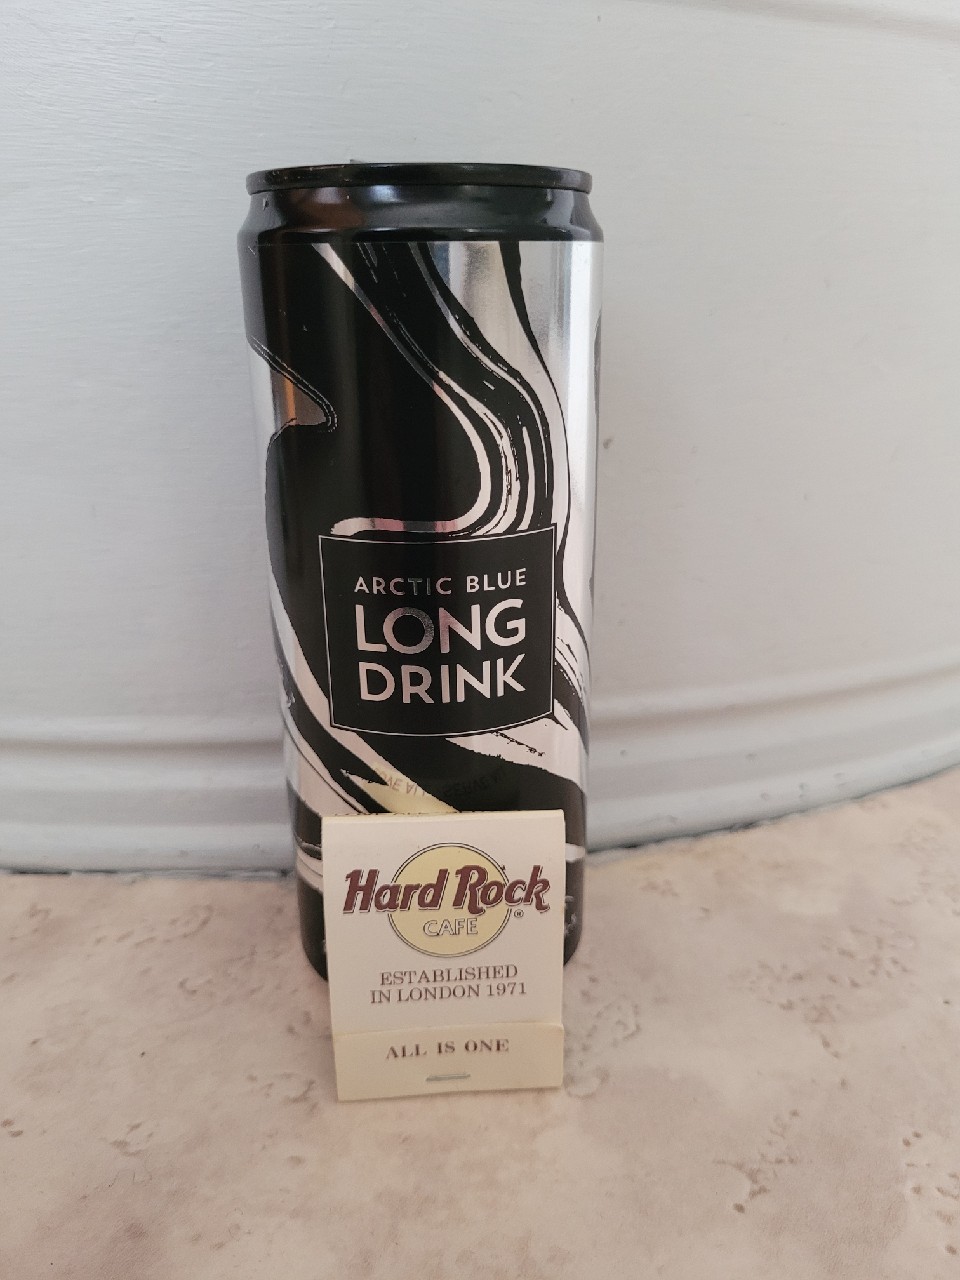 ARCTIC BLUE
LONG
DRINK
Hard Rock
®
CAFE
ESTABLISHED
IN LONDON 1971
ALL IS ONE